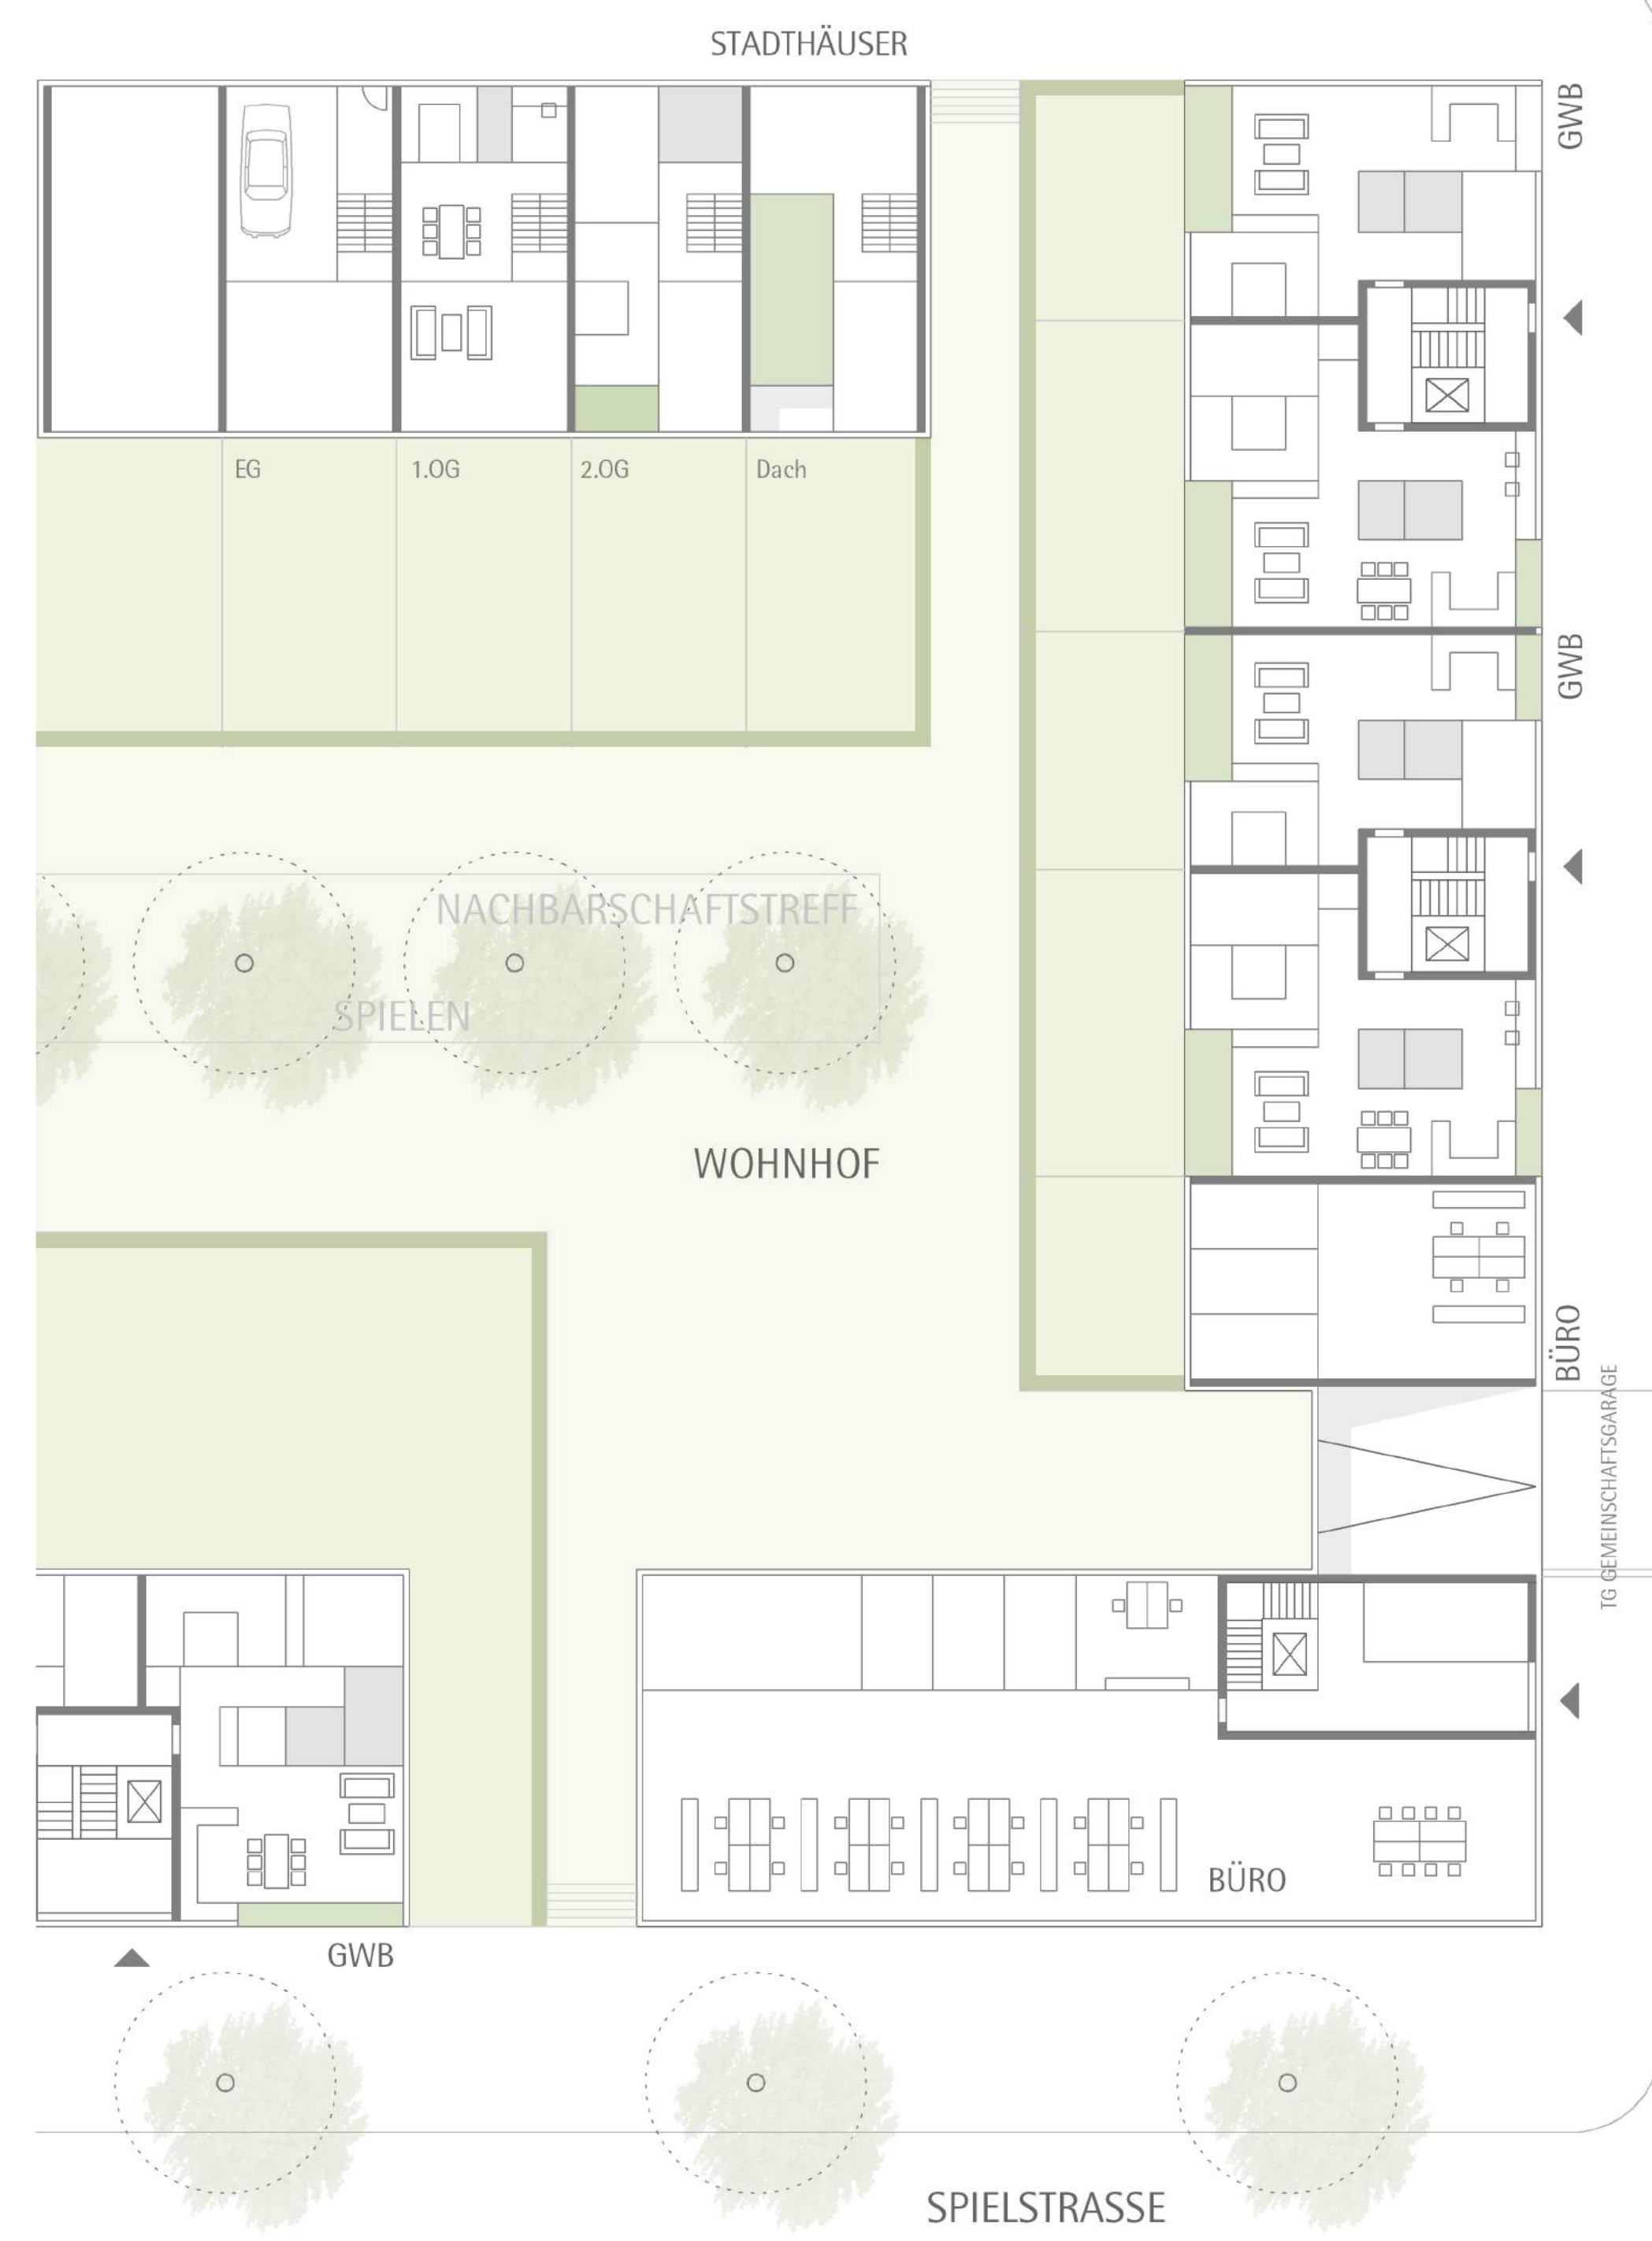 STADTHÄUSER
GWB
EG
1.OG
2.OG
Dach
GWB
NACHBARSCHAFTSTREFF
SPIELEN
WOHNHOF
BÜRO
TG GEMEINSCHAFTSGARAGE
BÜRO
GWB
SPIELSTRASSE